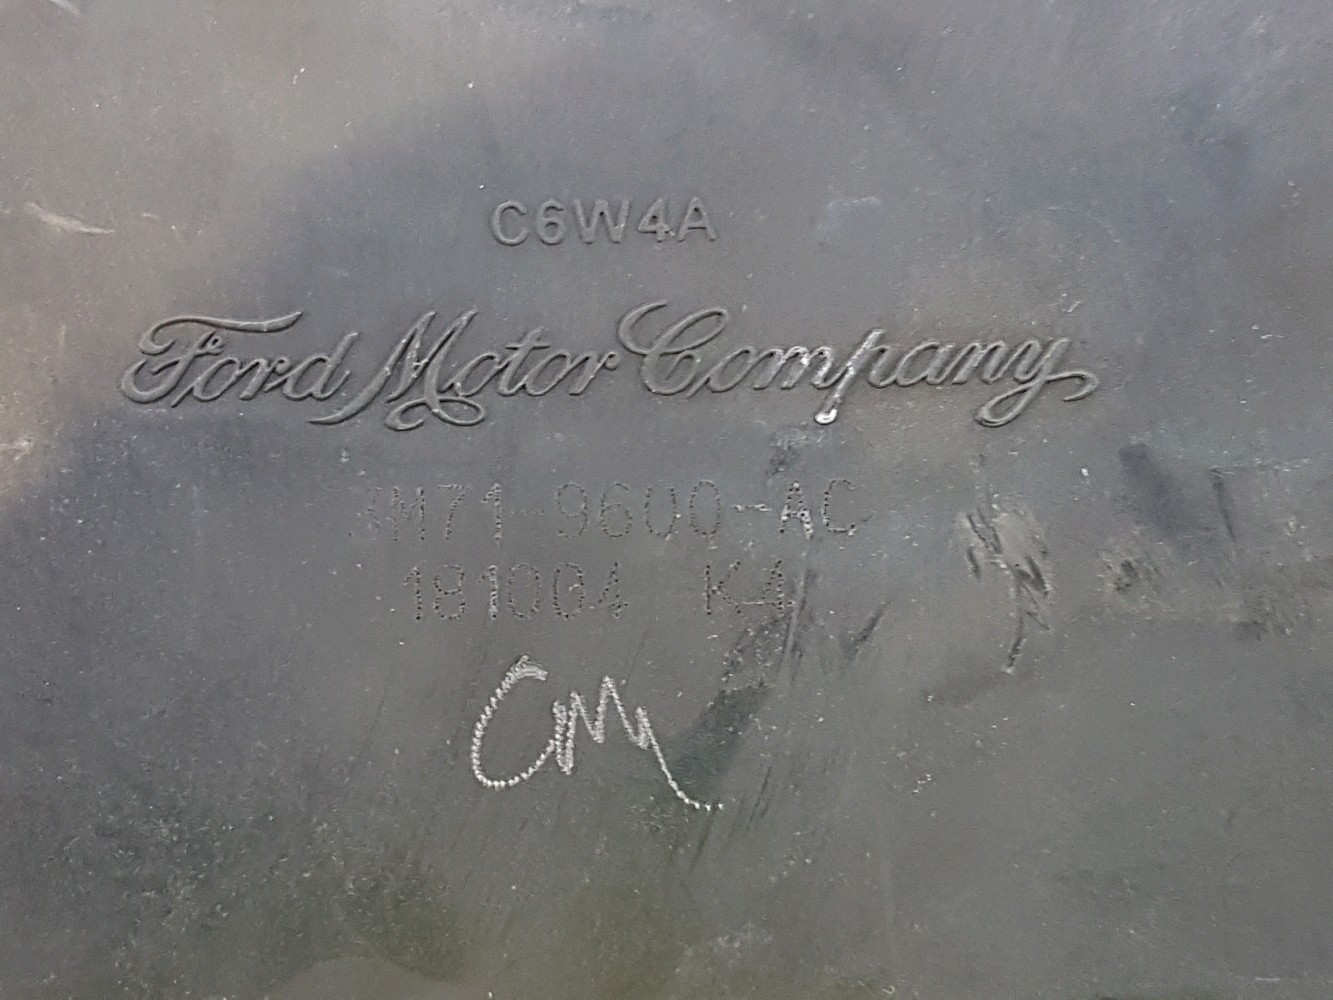 C6W4A
Ford Motor Company
3M71-9600-AC
181004 K4
CM